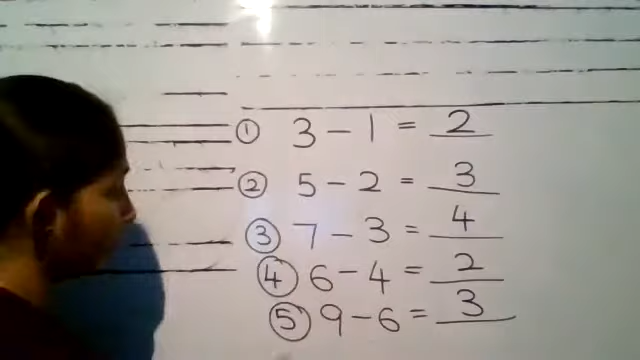 ① 3 - 1 = 2
② 5 - 2 = 3
③ 7 - 3 = 4
④ 6 - 4 = 2
⑤ 9 - 6 = 3